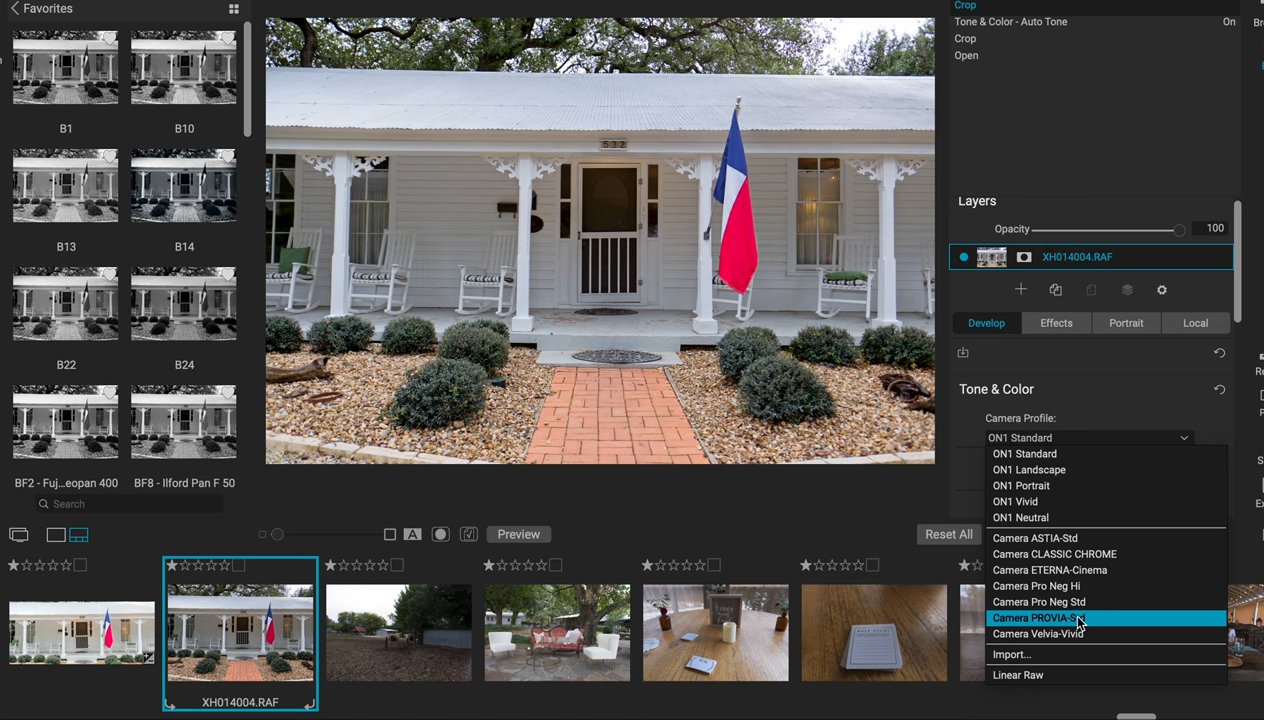 Favorites
B1
B10
B13
B14
B22
B24
BF2 - Fuj...eopan 400
BF8 - Ilford Pan F 50
Search
532
Crop
Tone & Color - Auto Tone
On
Crop
Open
Layers
Opacity
100
XH014004.RAF
Develop
Effects
Portrait
Local
Tone & Color
Camera Profile:
ON1 Standard
ON1 Standard
ON1 Landscape
ON1 Portrait
ON1 Vivid
ON1 Neutral
Camera ASTIA-Std
Camera CLASSIC CHROME
Camera ETERNA-Cinema
Camera Pro Neg Hi
Camera Pro Neg Std
Camera PROVIA-S
Camera Velvia-Vivid
Import...
Linear Raw
A
Preview
Reset All
XH014004.RAF